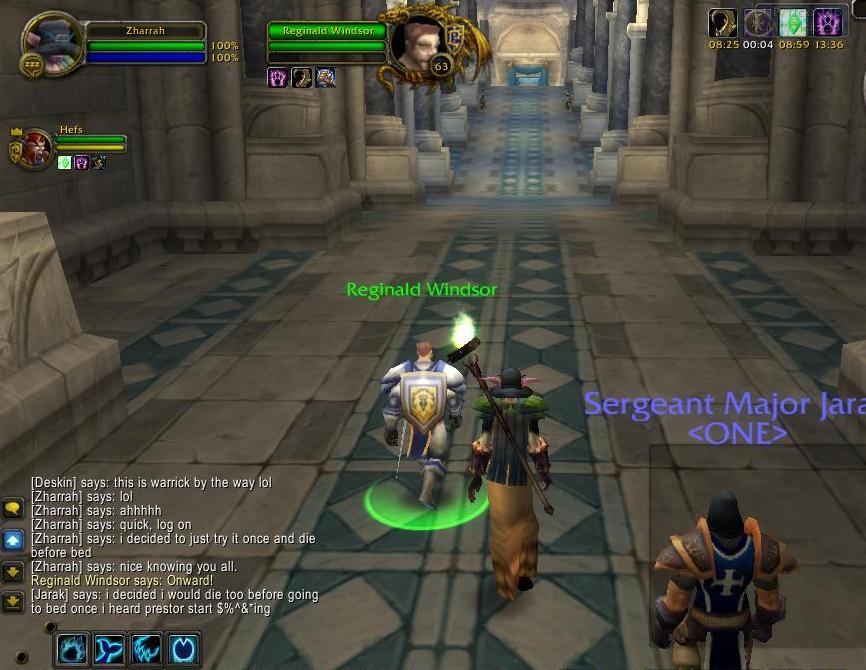 Zharrah
100%
100%
Reginald Windsor
63
08:25 00:04 08:59 13:36
Hefs
Reginald Windsor
Sergeant Major Jara
<ONE>
[Deskin] says: this is warrick by the way lol
[Zharrah] says: lol
[Zharrah] says: ahhhhh
[Zharrah] says: quick, log on
[Zharrah] says: i decided to just try it once and die
before bed
[Zharrah] says: nice knowing you all.
Reginald Windsor says: Onward!
[Jarak] says: i decided i would die too before going
to bed once i heard prestor start $%^&*ing